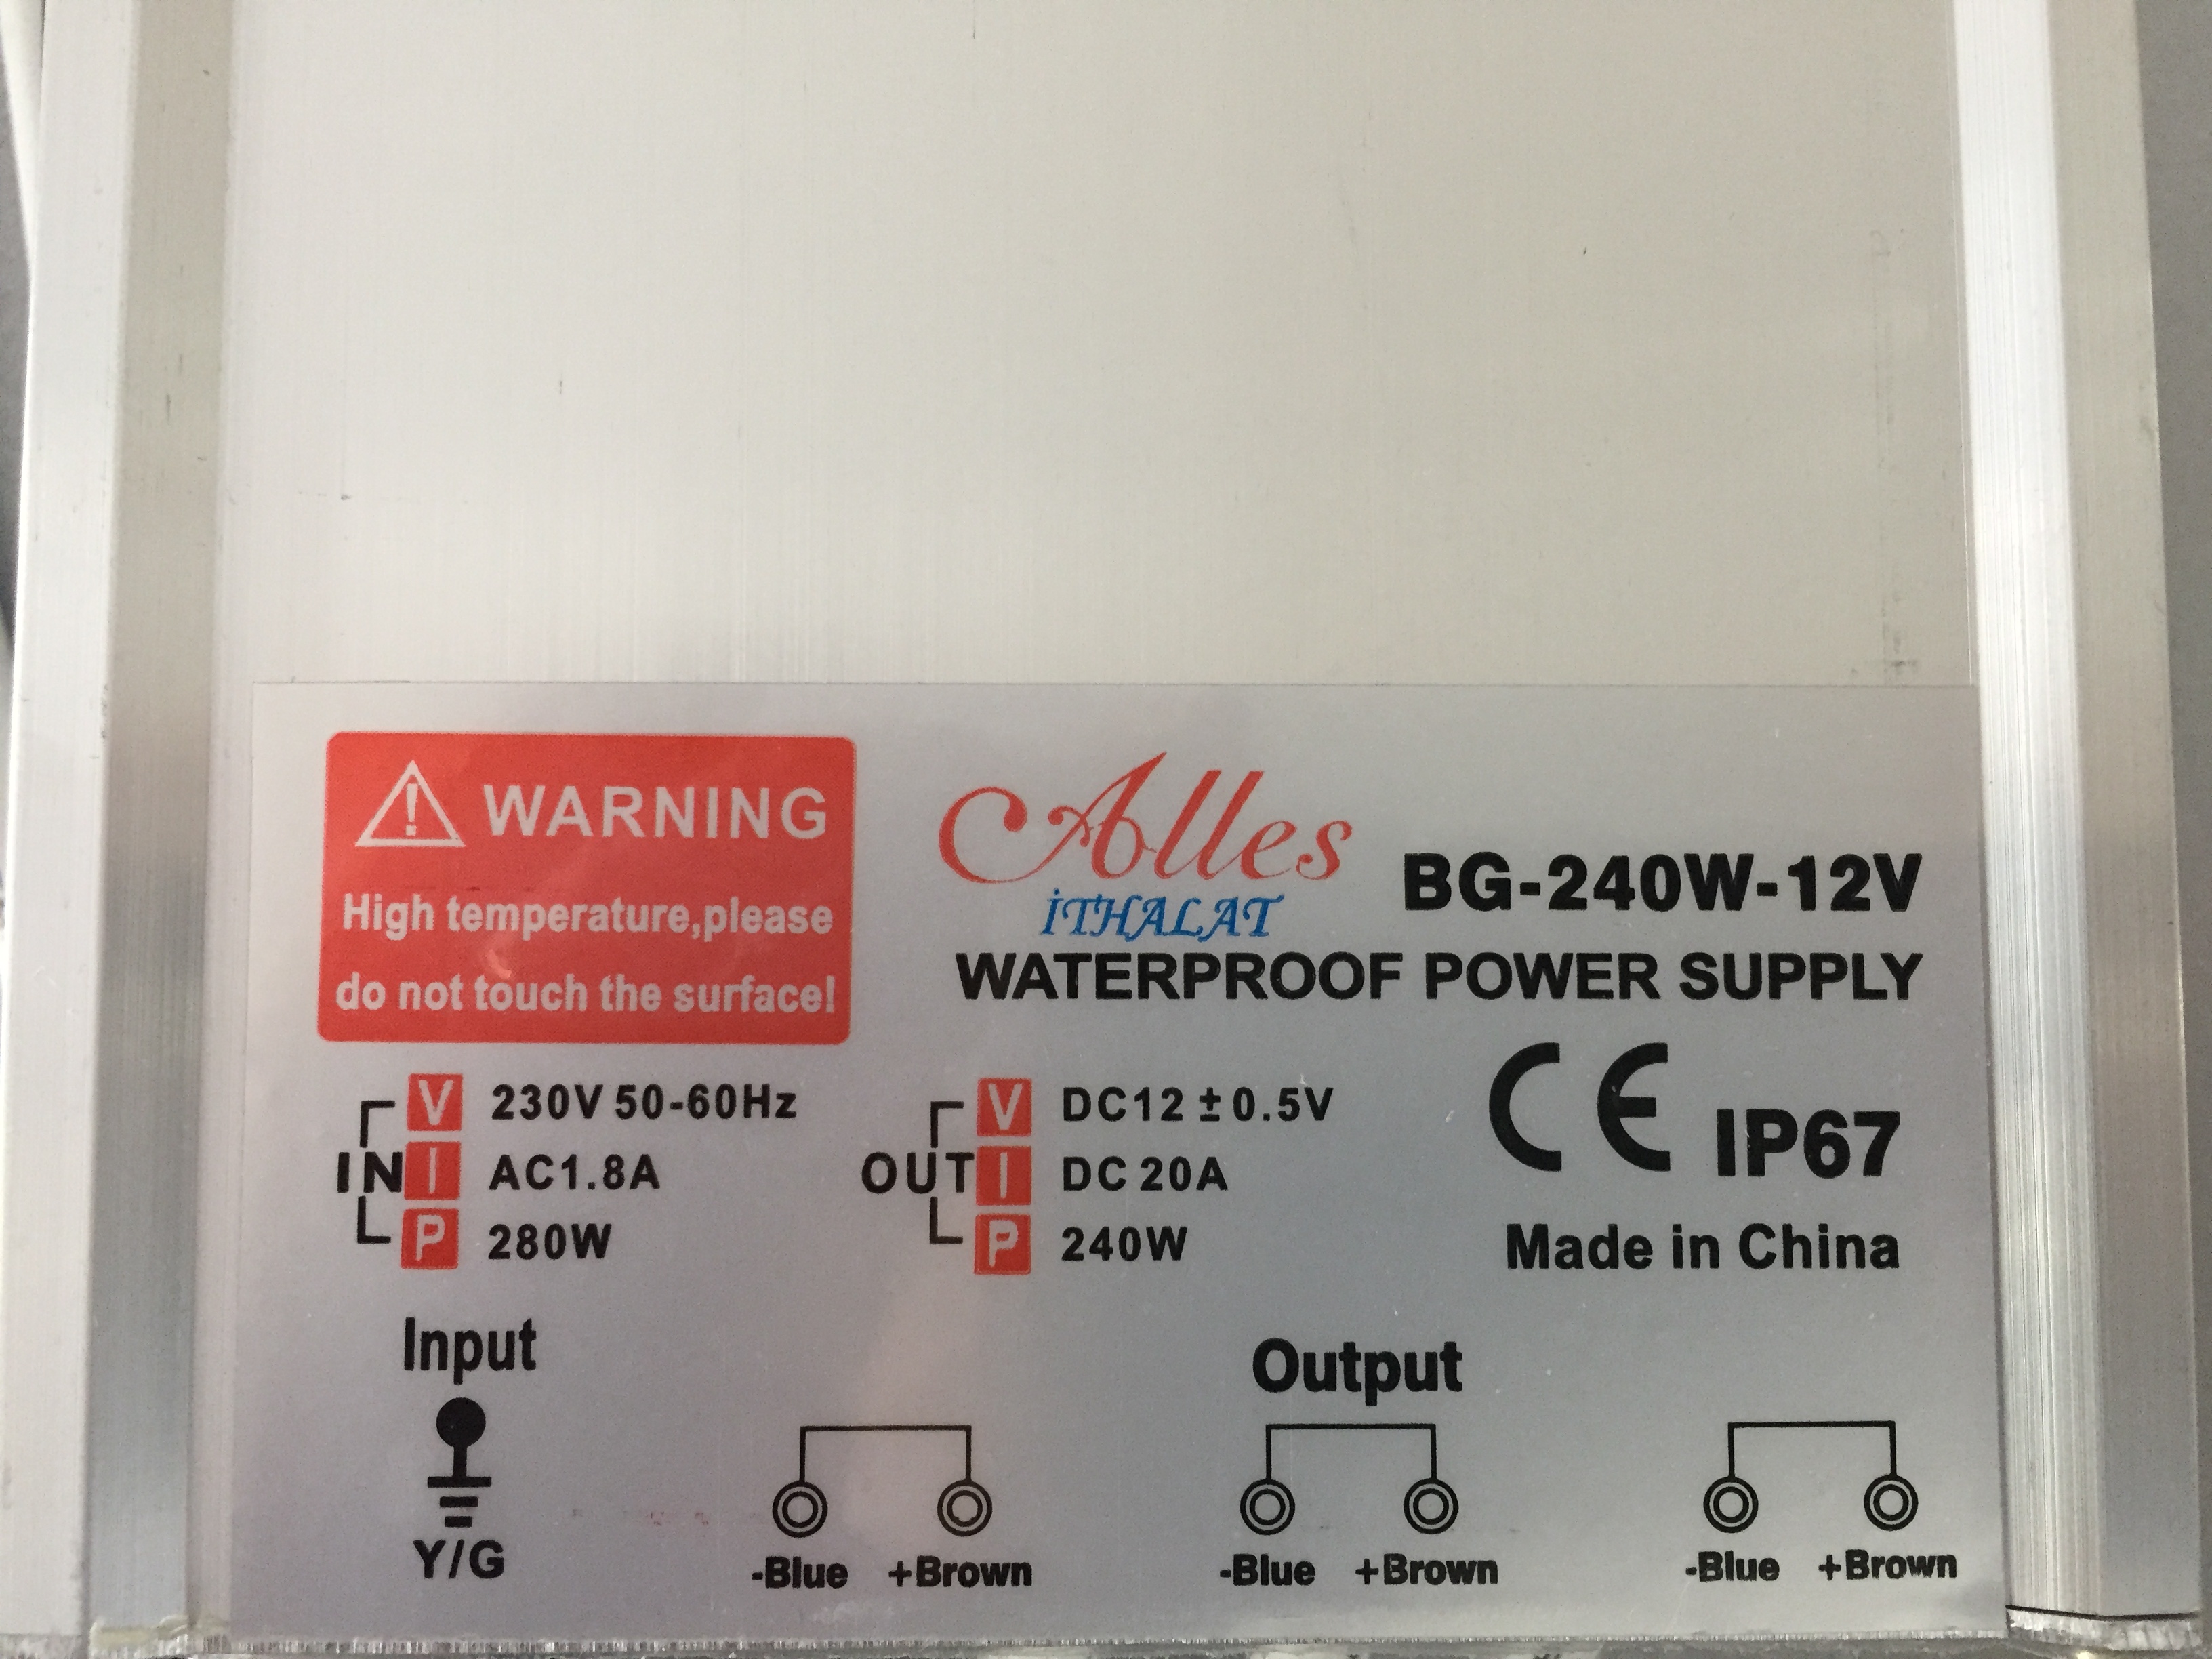 WARNING
High temperature,please
do not touch the surface!
Alles
İTHALAT
BG-240W-12V
WATERPROOF POWER SUPPLY
IN
V 230V 50-60Hz
I AC1.8A
P 280W
OUT
V DC12 ± 0.5V
I DC 20A
P 240W
CE IP67
Made in China
Input
Y/G
Output
-Blue +Brown
-Blue +Brown
-Blue +Brown